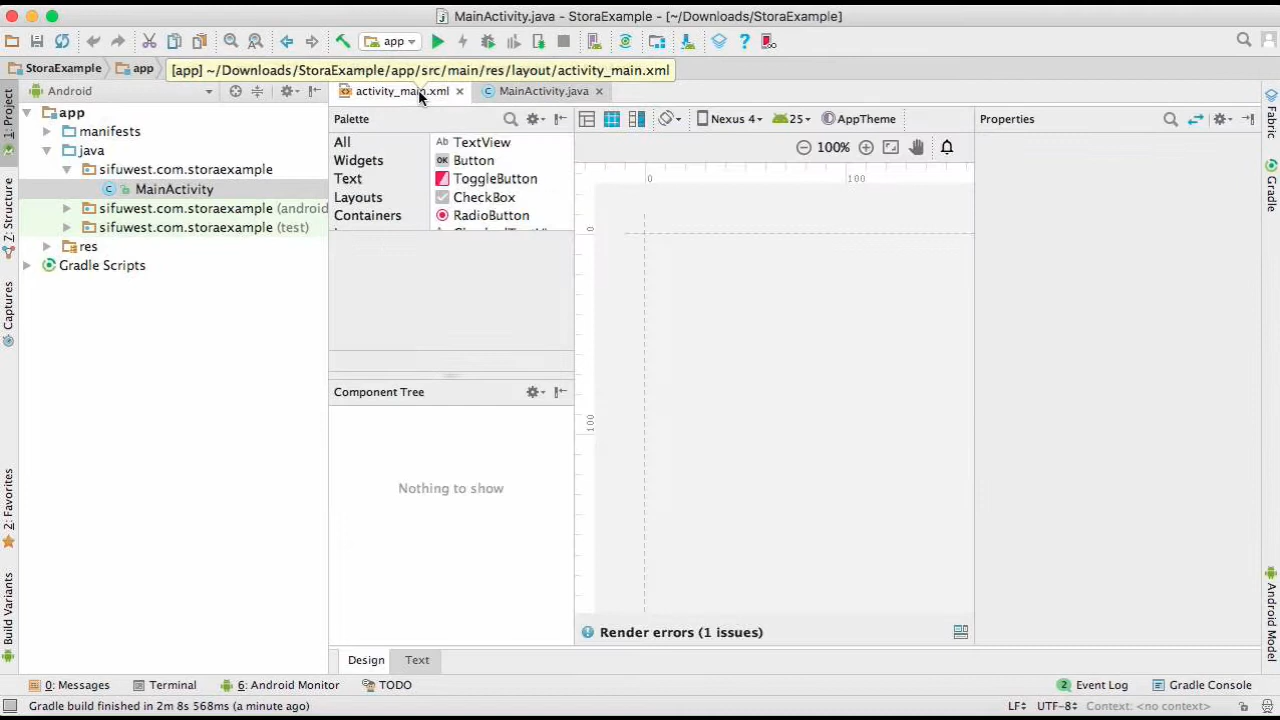 MainActivity.java - StoraExample - [~/Downloads/StoraExample]
app
StoraExample
app
[app] ~/Downloads/StoraExample/app/src/main/res/layout/activity_main.xml
1: Project
Android
activity_main.xml
MainActivity.java
app
manifests
java
sifuwest.com.storaexample
MainActivity
sifuwest.com.storaexample (android
sifuwest.com.storaexample (test)
res
Gradle Scripts
Palette
All
Widgets
Text
Layouts
Containers
Ab TextView
OK Button
ToggleButton
CheckBox
RadioButton
Nexus 4
25
AppTheme
100%
0
100
0
100
Properties
Component Tree
Nothing to show
Render errors (1 issues)
Design
Text
Z: Structure
Captures
2: Favorites
Build Variants
Fabric
Gradle
Android Model
0: Messages
Terminal
6: Android Monitor
TODO
2 Event Log
Gradle Console
Gradle build finished in 2m 8s 568ms (a minute ago)
LF
UTF-8
Context: <no context>